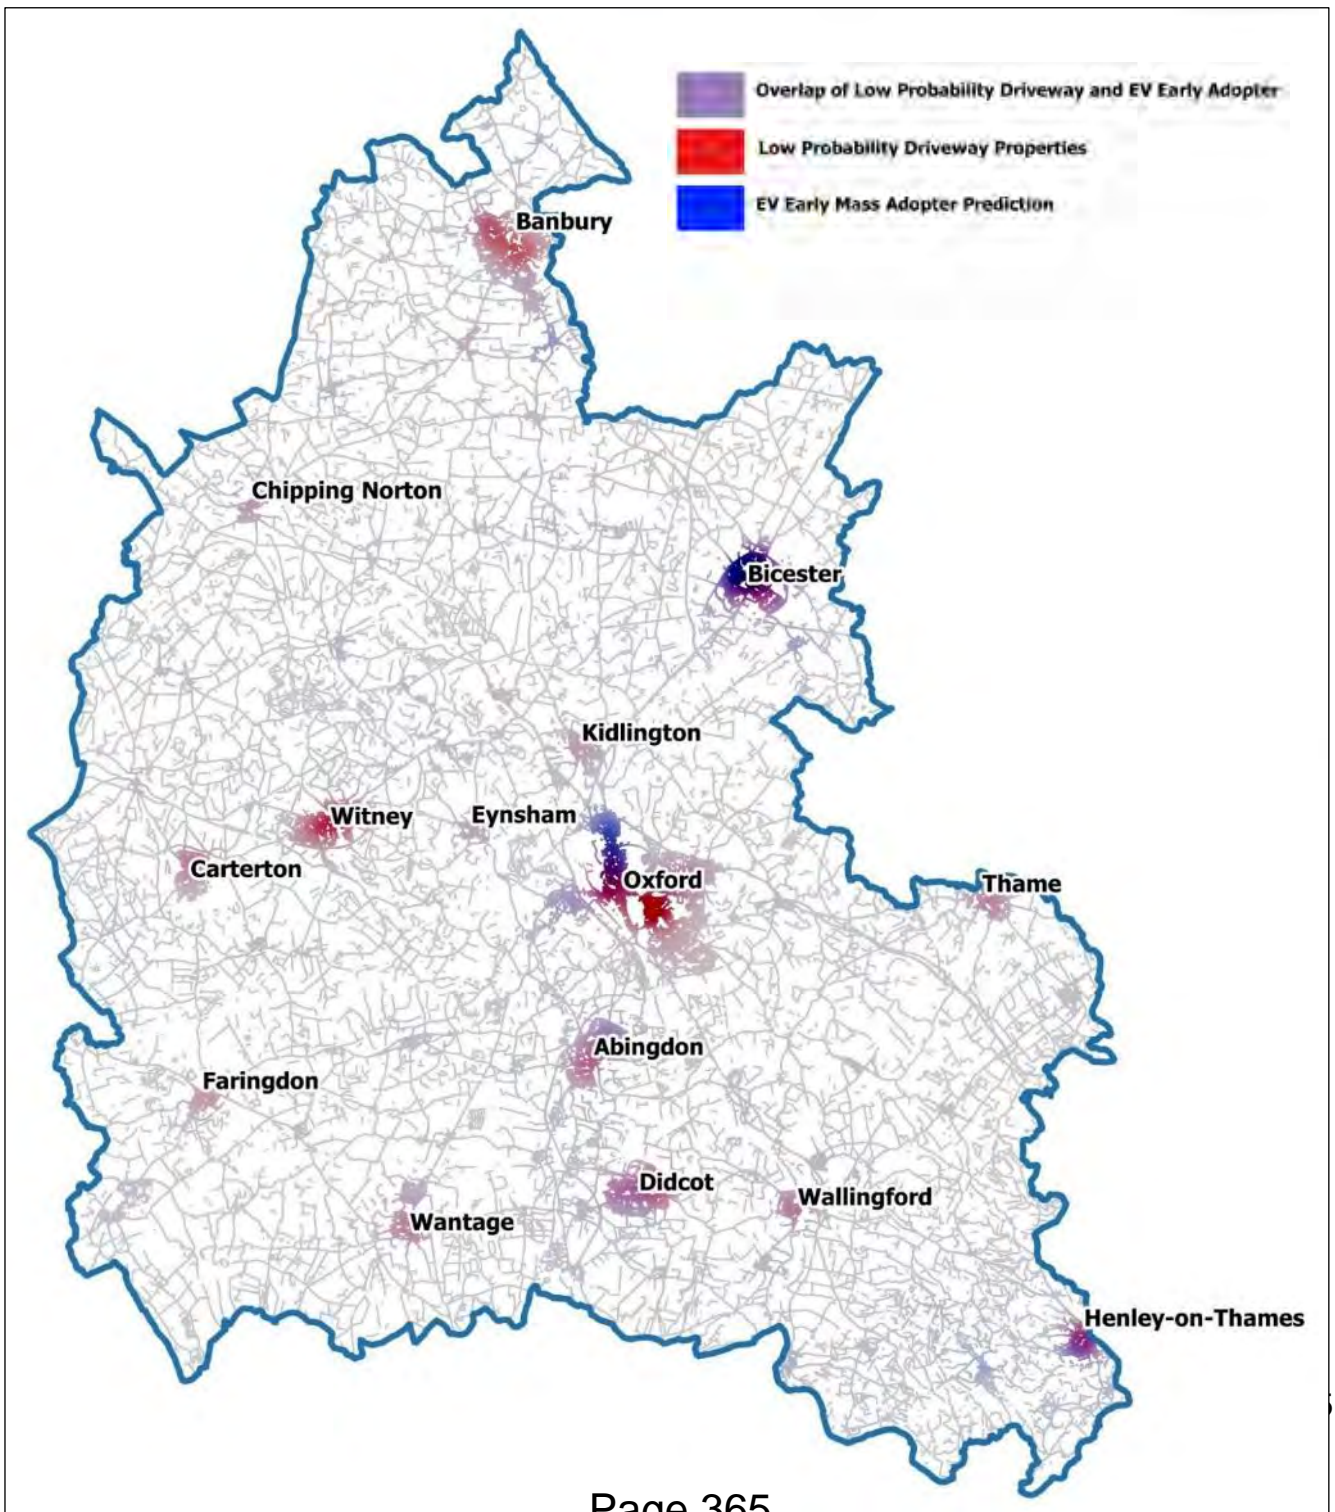 Overlap of Low Probability Driveway and EV Early Adopter
Low Probability Driveway Properties
EV Early Mass Adopter Prediction
Banbury
Chipping Norton
Bicester
Kidlington
Witney
Eynsham
Carterton
Oxford
Thame
Abingdon
Faringdon
Didcot
Wallingford
Wantage
Henley-on-Thames
Page 365